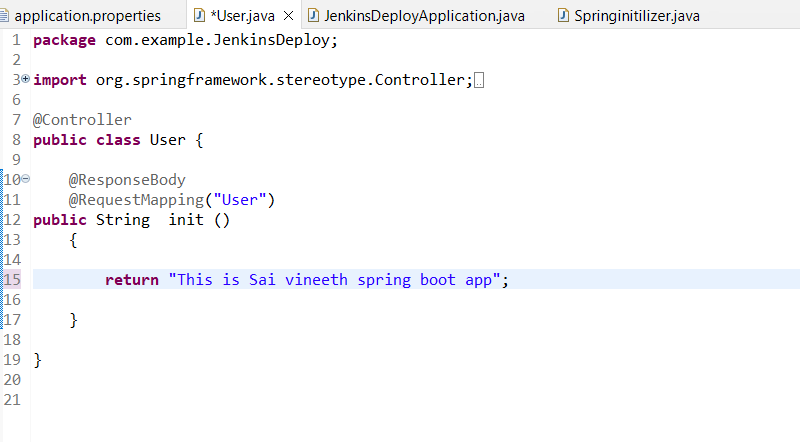 application.properties *User.java JenkinsDeployApplication.java Springinitilizer.java
1 package com.example.JenkinsDeploy;
2
3 import org.springframework.stereotype.Controller;
6
7 @Controller
8 public class User {
9
10 @ResponseBody
11 @RequestMapping("User")
12 public String  init ()
13 {
14
15 return "This is Sai vineeth spring boot app";
16
17 }
18
19 }
20
21